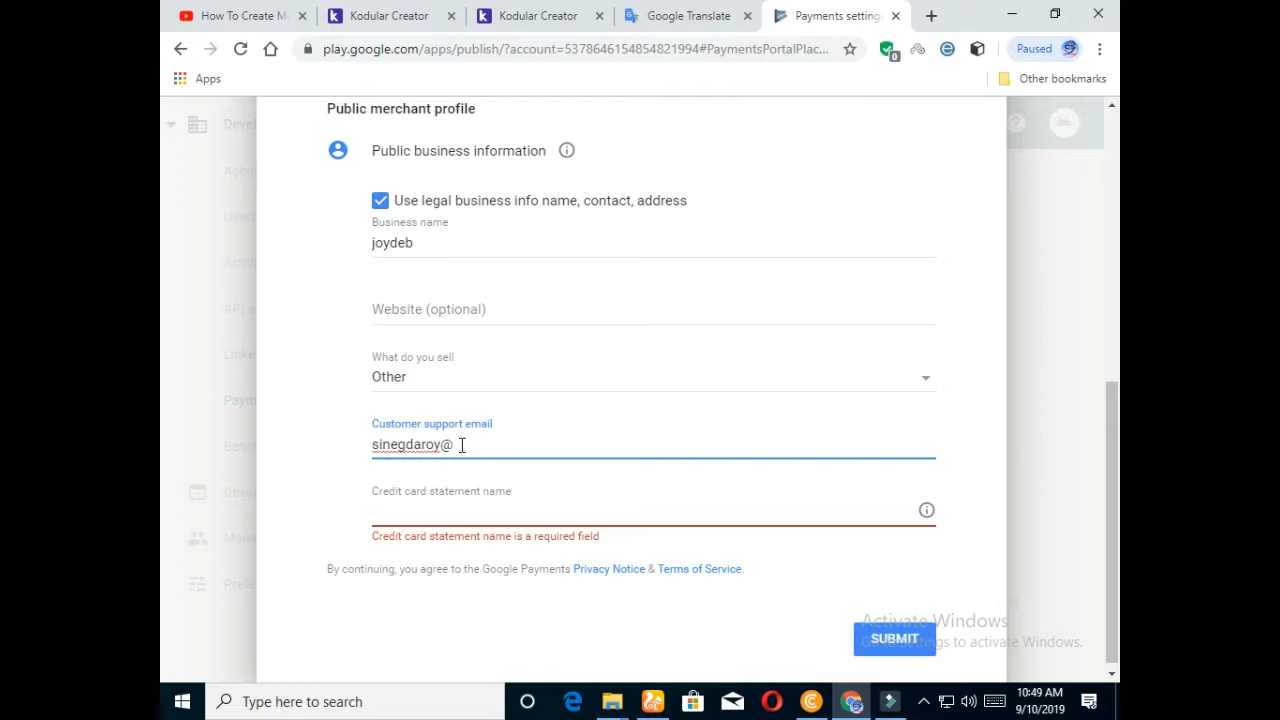 How To Create M
Kodular Creator
Kodular Creator
Google Translate
Payments setting
play.google.com/apps/publish/?account=5378646154854821994#PaymentsPortalPlac...
0
Paused
Apps
Other bookmarks
Public merchant profile
Public business information
Use legal business info name, contact, address
Business name
joydeb
Website (optional)
What do you sell
Other
Customer support email
sinegdaroy@
Credit card statement name
Credit card statement name is a required field
By continuing, you agree to the Google Payments Privacy Notice & Terms of Service.
Activate Windows
SUBMIT
Go to Settings to activate Windows.
Type here to search
10:49 AM
9/10/2019